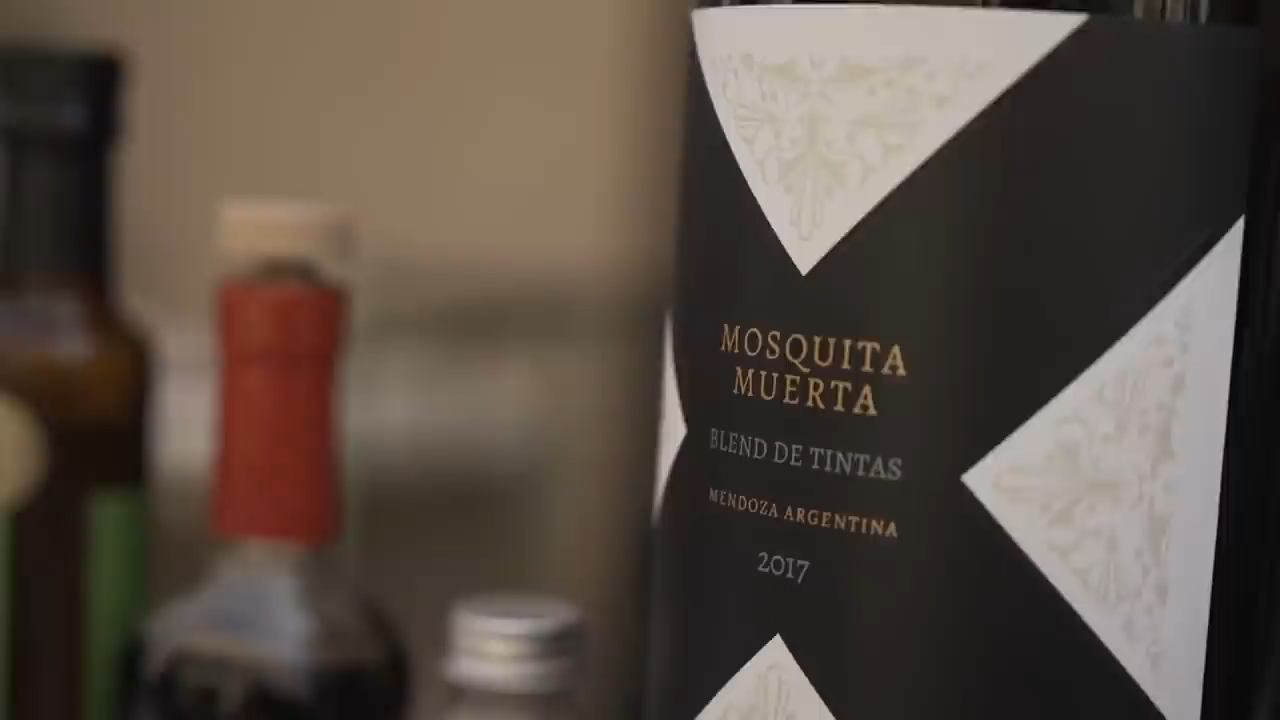 MOSQUITA
MUERTA
BLEND DE TINTAS
MENDOZA ARGENTINA
2017